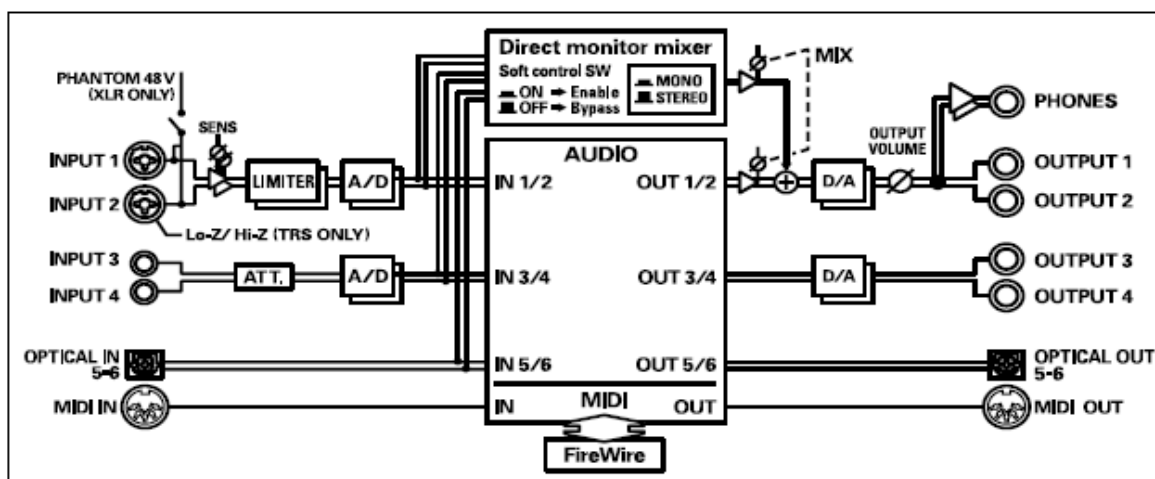 Direct monitor mixer
Soft control SW
ON ➡ Enable
OFF ➡ Bypass
MONO
STEREO
MIX
PHANTOM 48V
(XLR ONLY)
SENS
INPUT 1
INPUT 2
LIMITER
A/D
Lo-Z/ Hi-Z (TRS ONLY)
INPUT 3
INPUT 4
ATT.
A/D
OPTICAL IN
5-6
MIDI IN
AUDIO
IN 1/2
OUT 1/2
IN 3/4
OUT 3/4
IN 5/6
OUT 5/6
MIDI
IN
OUT
FireWire
D/A
OUTPUT
VOLUME
PHONES
OUTPUT 1
OUTPUT 2
D/A
OUTPUT 3
OUTPUT 4
OPTICAL OUT
5-6
MIDI OUT